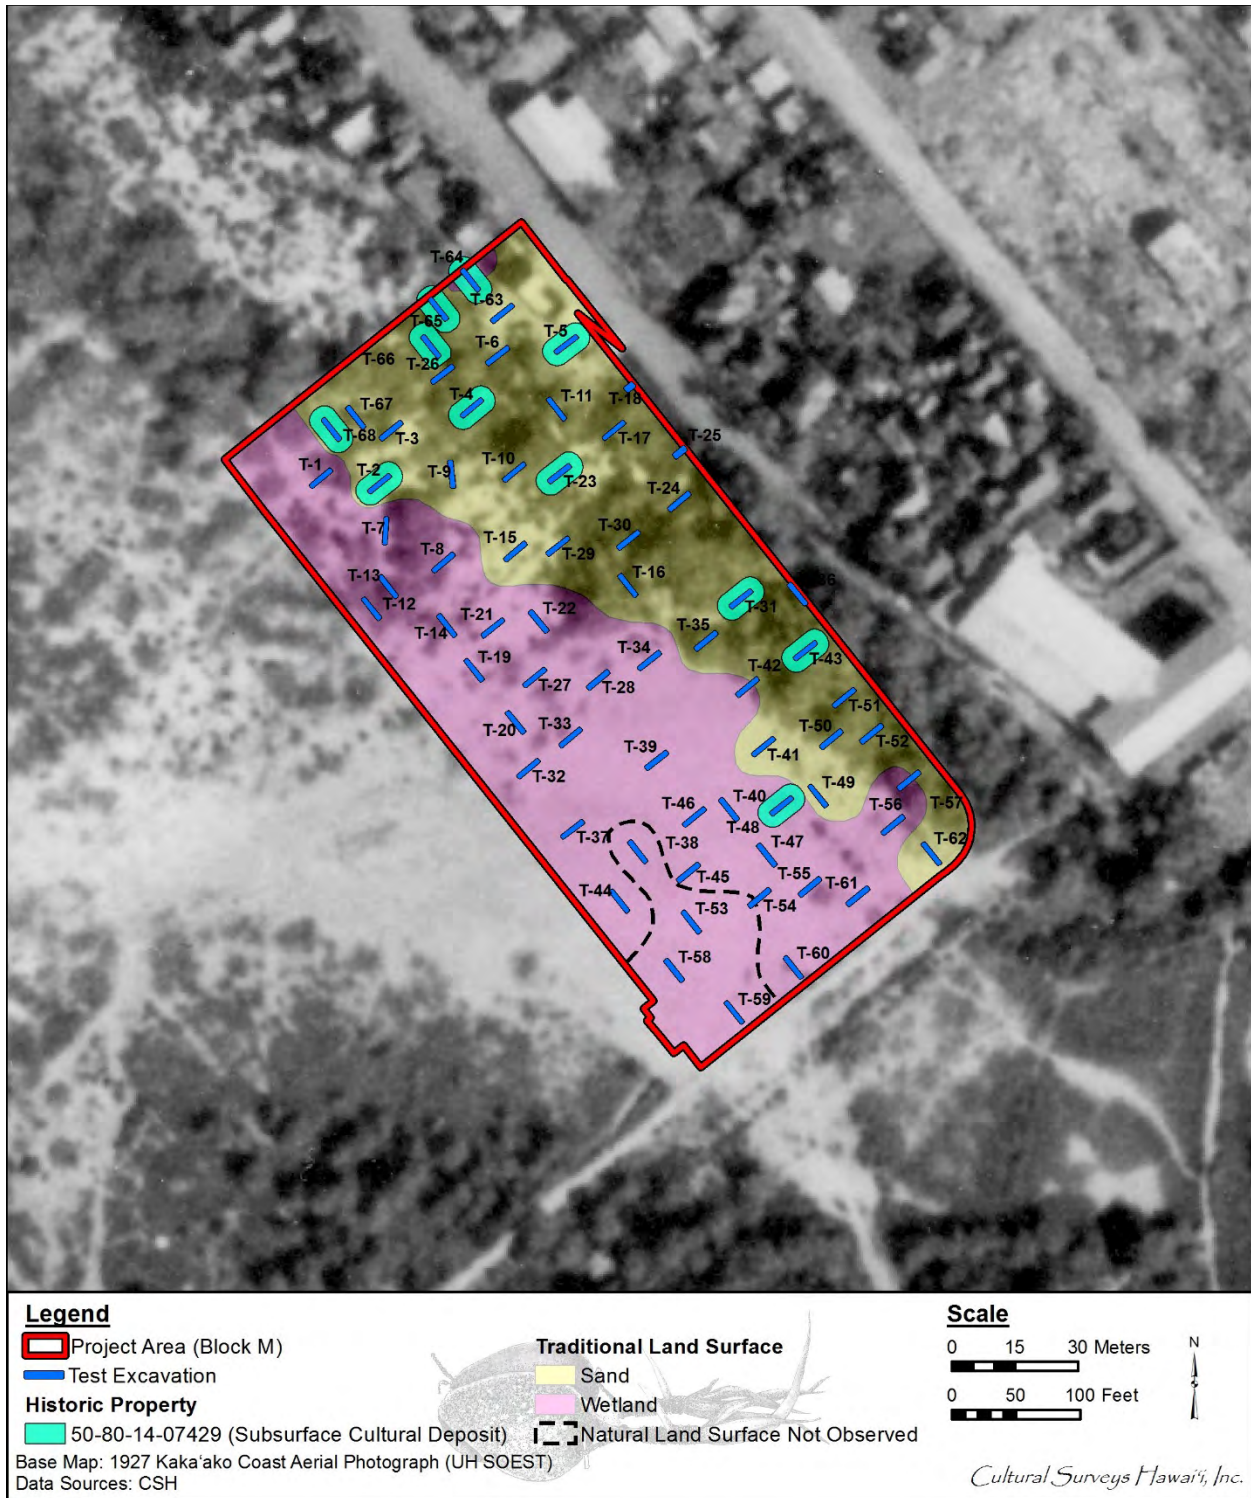 T-64
T-63
T-65
T-5
T-6
T-66
T-26
T-4
T-11
T-18
T-67
T-17
T-68
T-3
T-25
T-1
T-2
T-9
T-10
T-23
T-24
T-7
T-30
T-15
T-29
T-8
T-16
T-13
36
T-12
T-31
T-21
T-22
T-14
T-35
T-43
T-34
T-19
T-42
T-27
T-28
T-51
T-20
T-33
T-50
T-52
T-41
T-39
T-32
T-57
T-49
T-46
T-40
T-56
T-48
T-37
T-38
T-47
T-62
T-45
T-55
T-61
T-44
T-54
T-53
T-60
T-58
T-59
Legend
Project Area (Block M)
Test Excavation
Historic Property
50-80-14-07429 (Subsurface Cultural Deposit)
Base Map: 1927 Kaka‘ako Coast Aerial Photograph (UH SOEST)
Data Sources: CSH
Traditional Land Surface
Sand
Wetland
Natural Land Surface Not Observed
Scale
0 15 30 Meters
0 50 100 Feet
N
Cultural Surveys Hawai‘i, Inc.